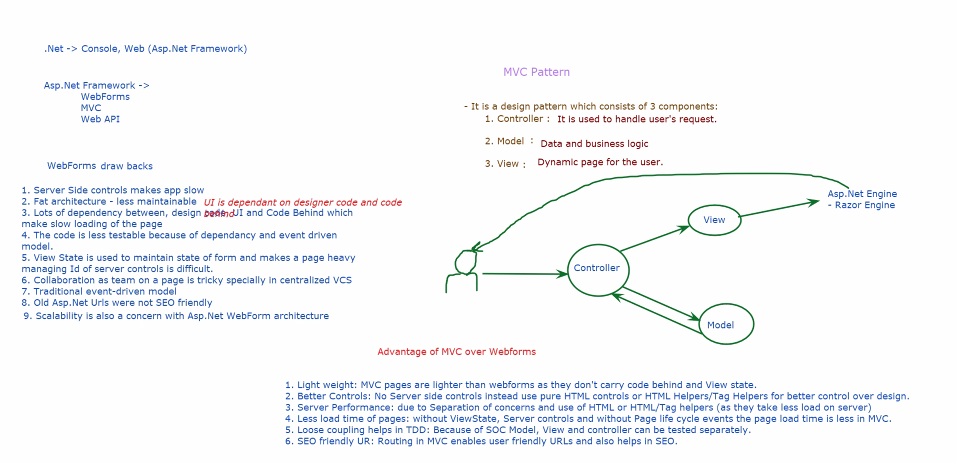 .Net -> Console, Web (Asp.Net Framework)
Asp.Net Framework ->
WebForms
MVC
Web API
WebForms draw backs
1. Server Side controls makes app slow
2. Fat architecture - less maintainable
UI is dependant on designer code and code
behind
3. Lots of dependency between, design code, UI and Code Behind which
make slow loading of the page
4. The code is less testable because of dependancy and event driven
model.
5. View State is used to maintain state of form and makes a page heavy
managing Id of server controls is difficult.
6. Collaboration as team on a page is tricky specially in centralized VCS
7. Traditional event-driven model
8. Old Asp.Net Urls were not SEO friendly
9. Scalability is also a concern with Asp.Net WebForm architecture
MVC Pattern
- It is a design pattern which consists of 3 components:
1. Controller : It is used to handle user's request.
2. Model : Data and business logic
3. View : Dynamic page for the user.
Asp.Net Engine
- Razor Engine
View
Controller
Model
Advantage of MVC over Webforms
1. Light weight: MVC pages are lighter than webforms as they don't carry code behind and View state.
2. Better Controls: No Server side controls instead use pure HTML controls or HTML Helpers/Tag Helpers for better control over design.
3. Server Performance: due to Separation of concerns and use of HTML or HTML/Tag helpers (as they take less load on server)
4. Less load time of pages: without ViewState, Server controls and without Page life cycle events the page load time is less in MVC.
5. Loose coupling helps in TDD: Because of SOC Model, View and controller can be tested separately.
6. SEO friendly UR: Routing in MVC enables user friendly URLs and also helps in SEO.